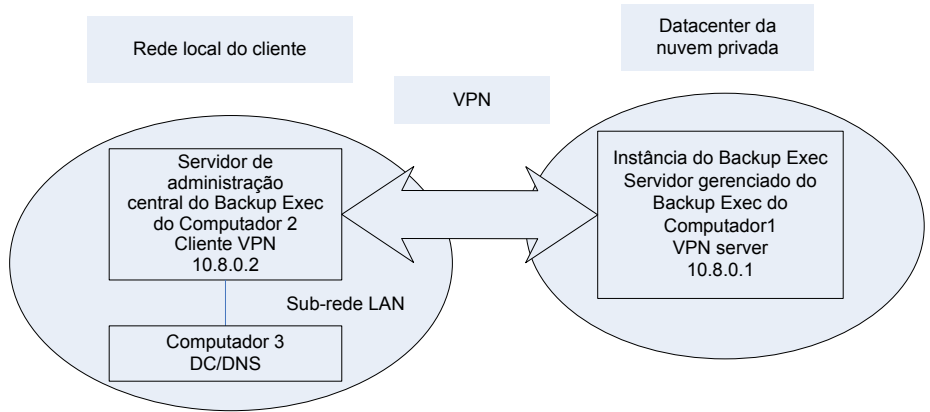 Rede local do cliente
Datacenter da
nuvem privada
VPN
Servidor de
administração
central do Backup Exec
do Computador 2
Cliente VPN
10.8.0.2
Instância do Backup Exec
Servidor gerenciado do
Backup Exec do
Computador1
VPN server
10.8.0.1
Sub-rede LAN
Computador 3
DC/DNS